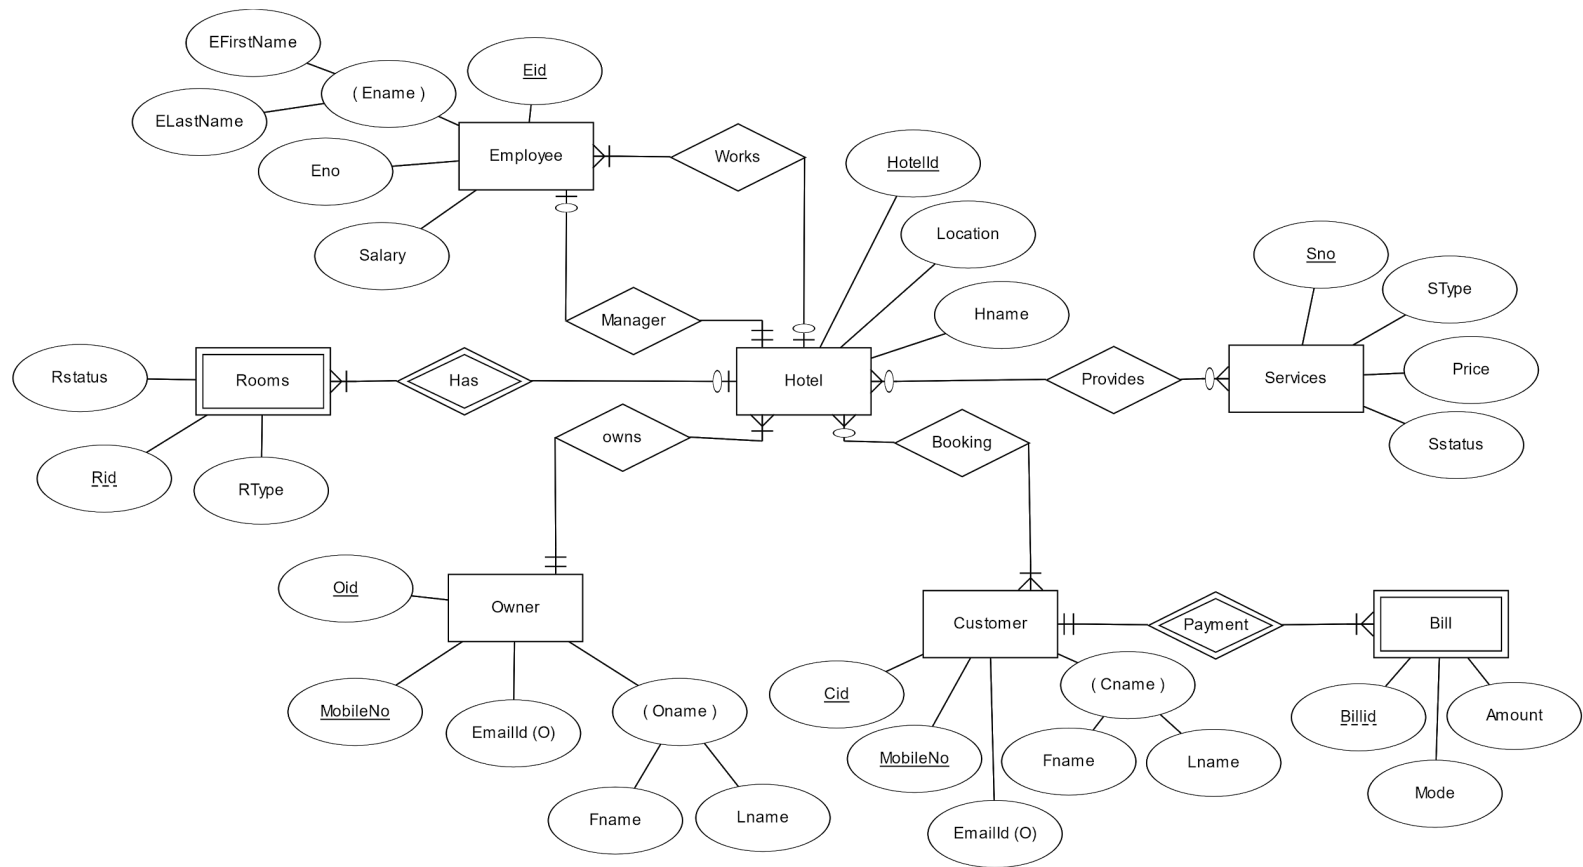 EFirstName
Eid
( Ename )
ELastName
Employee
Works
HotelId
Eno
Location
Salary
Sno
SType
Hname
Manager
Rstatus
Rooms
Has
Hotel
Provides
Services
Price
owns
Booking
Sstatus
Rid
RType
Oid
Owner
Customer
Payment
Bill
( Cname )
Cid
MobileNo
( Oname )
EmailId (O)
Billid
Amount
MobileNo
Fname
Lname
Mode
Fname
Lname
EmailId (O)